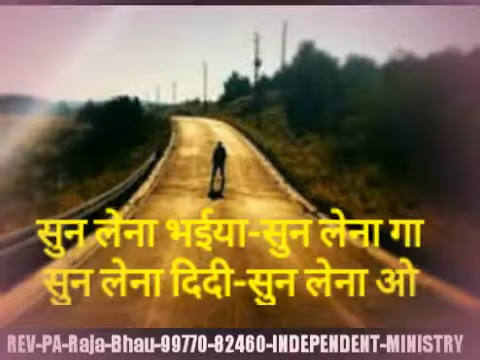 सुन लेना भईया-सुन लेना गा
सुन लेना दिदी-सुन लेना ओ
REV-PA-Raja-Bhau-99770-82460-INDEPENDENT-MINISTRY